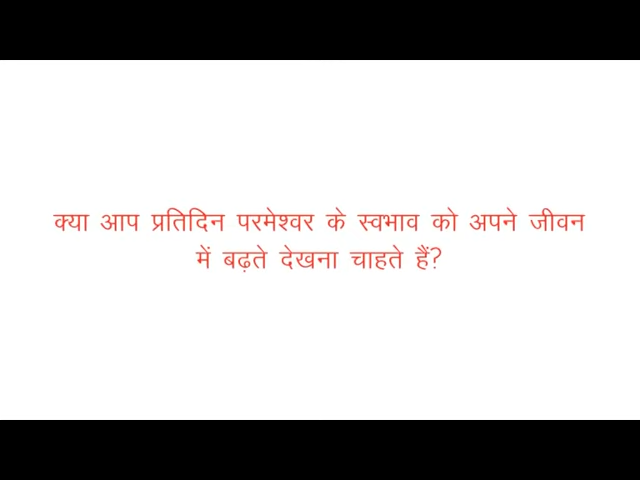 क्या आप प्रतिदिन परमेश्वर के स्वभाव को अपने जीवन
में बढ़ते देखना चाहते हैं?